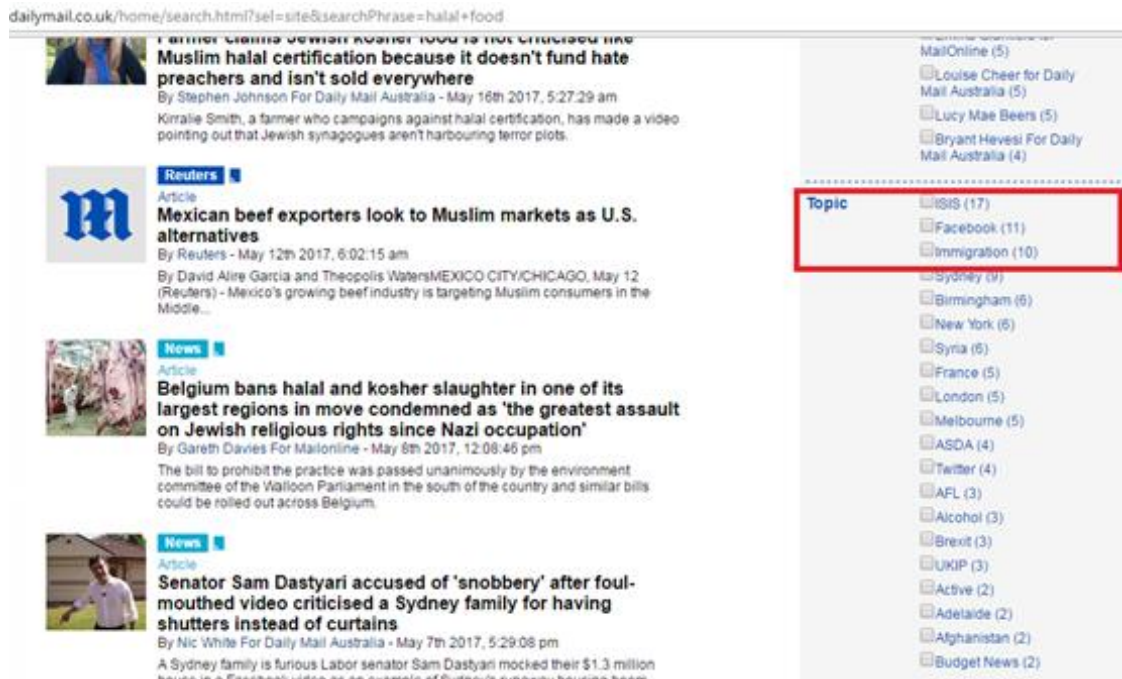 dailymail.co.uk/home/search.html?sel=site&searchPhrase=halal+food
Farmer claims Jewish kosher food is not criticised like
Muslim halal certification because it doesn't fund hate
preachers and isn't sold everywhere
By Stephen Johnson For Daily Mail Australia - May 16th 2017, 5:27:29 am
Kirralie Smith, a farmer who campaigns against halal certification, has made a video
pointing out that Jewish synagogues aren't harbouring terror plots.
Reuters
Article
Mexican beef exporters look to Muslim markets as U.S.
alternatives
By Reuters - May 12th 2017, 6:02:15 am
By David Alire Garcia and Theopolis WatersMEXICO CITY/CHICAGO, May 12
(Reuters) - Mexico's growing beef industry is targeting Muslim consumers in the
Middle...
News
Article
Belgium bans halal and kosher slaughter in one of its
largest regions in move condemned as 'the greatest assault
on Jewish religious rights since Nazi occupation'
By Gareth Davies For Mailonline - May 8th 2017, 12:08:46 pm
The bill to prohibit the practice was passed unanimously by the environment
committee of the Walloon Parliament in the south of the country and similar bills
could be rolled out across Belgium.
News
Article
Senator Sam Dastyari accused of 'snobbery' after foul-
mouthed video criticised a Sydney family for having
shutters instead of curtains
By Nic White For Daily Mail Australia - May 7th 2017, 5:29:08 pm
A Sydney family is furious Labor senator Sam Dastyari mocked their $1.3 million
MailOnline (5)
Louise Cheer for Daily
Mail Australia (5)
Lucy Mae Beers (5)
Bryant Hevesi For Daily
Mail Australia (4)
Topic
ISIS (17)
Facebook (11)
Immigration (10)
Sydney (9)
Birmingham (6)
New York (6)
Syria (6)
France (5)
London (5)
Melbourne (5)
ASDA (4)
Twitter (4)
AFL (3)
Alcohol (3)
Brexit (3)
UKIP (3)
Active (2)
Adelaide (2)
Afghanistan (2)
Budget News (2)